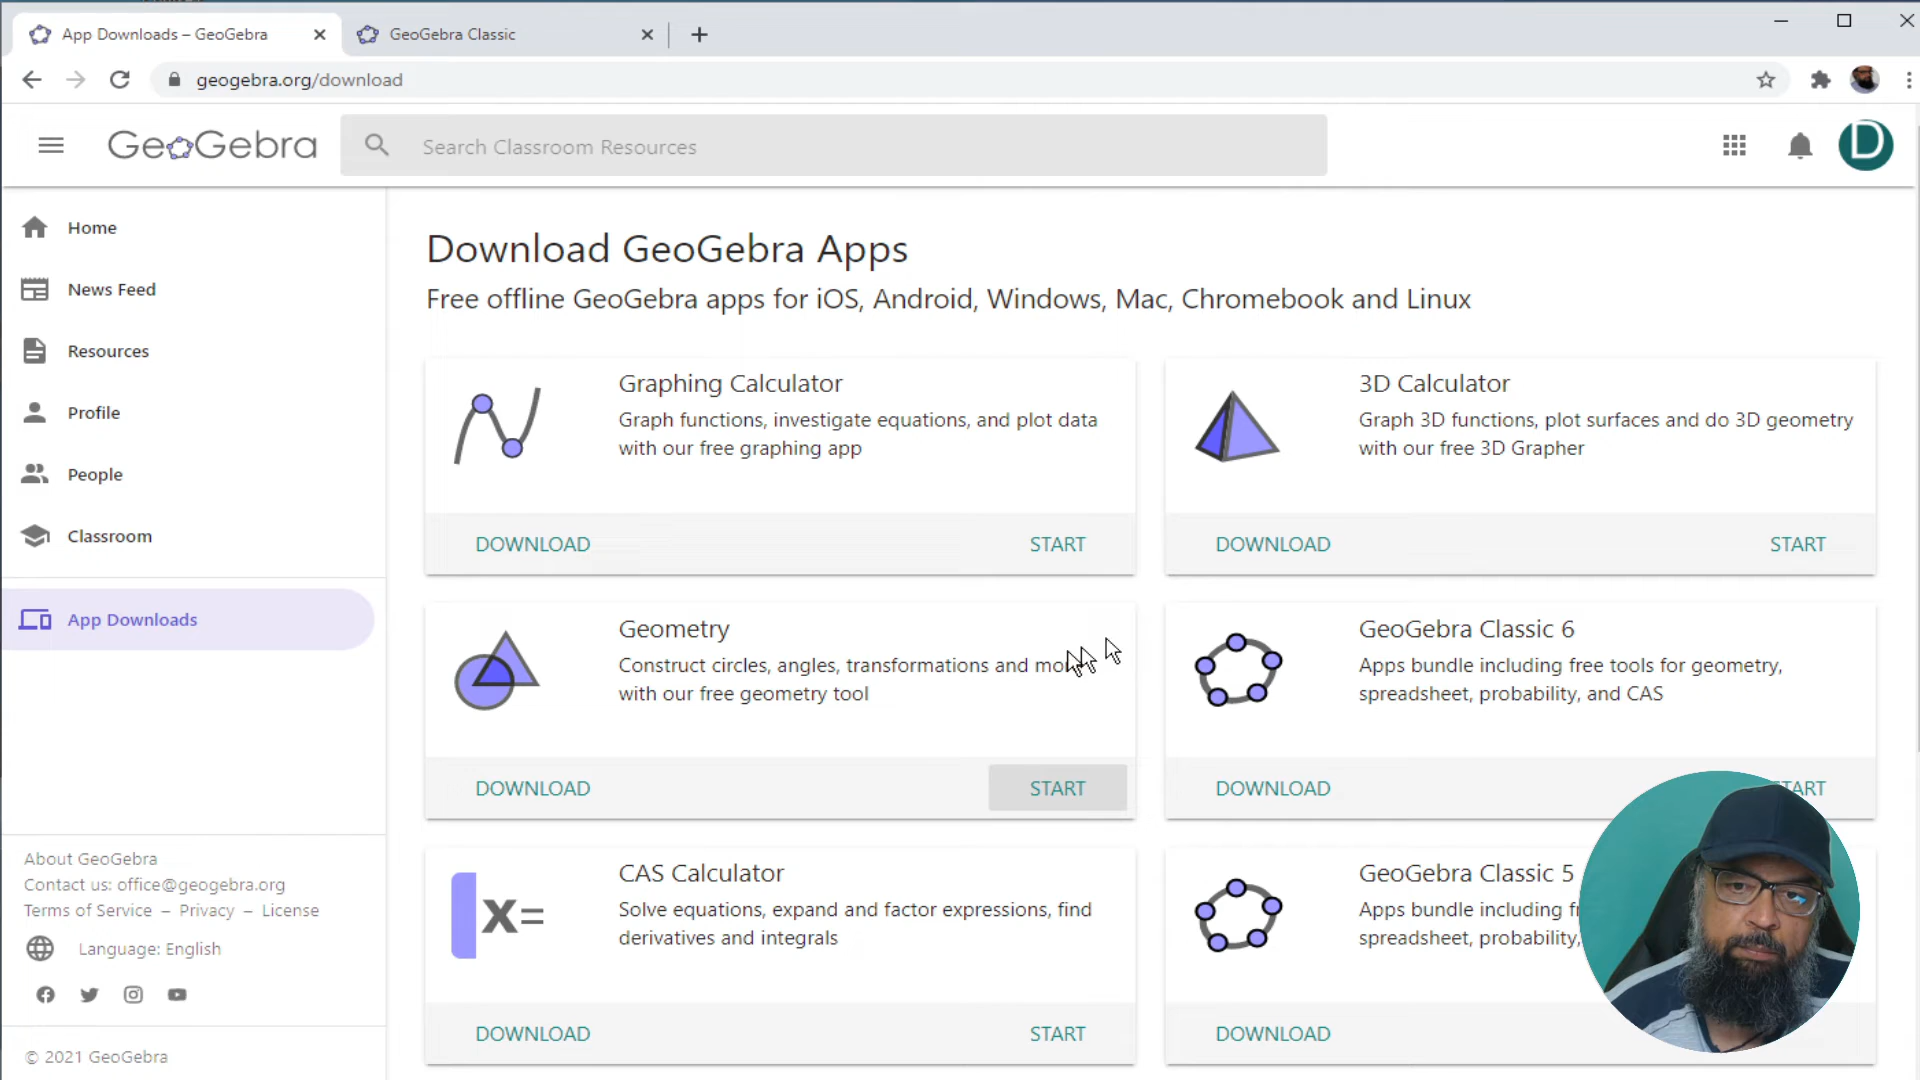 App Downloads – GeoGebra
GeoGebra Classic
geogebra.org/download
GeoGebra
Search Classroom Resources
D
Home
News Feed
Resources
Profile
People
Classroom
App Downloads
About GeoGebra
Contact us: office@geogebra.org
Terms of Service – Privacy – License
Language: English
© 2021 GeoGebra
Download GeoGebra Apps
Free offline GeoGebra apps for iOS, Android, Windows, Mac, Chromebook and Linux
Graphing Calculator
Graph functions, investigate equations, and plot data
with our free graphing app
DOWNLOAD START
3D Calculator
Graph 3D functions, plot surfaces and do 3D geometry
with our free 3D Grapher
DOWNLOAD START
Geometry
Construct circles, angles, transformations and
with our free geometry tool
DOWNLOAD START
GeoGebra Classic 6
Apps bundle including free tools for geometry,
spreadsheet, probability, and CAS
DOWNLOAD
CAS Calculator
X=
Solve equations, expand and factor expressions, find
derivatives and integrals
DOWNLOAD START
GeoGebra Classic 5
Apps bundle including
spreadsheet, probability,
DOWNLOAD